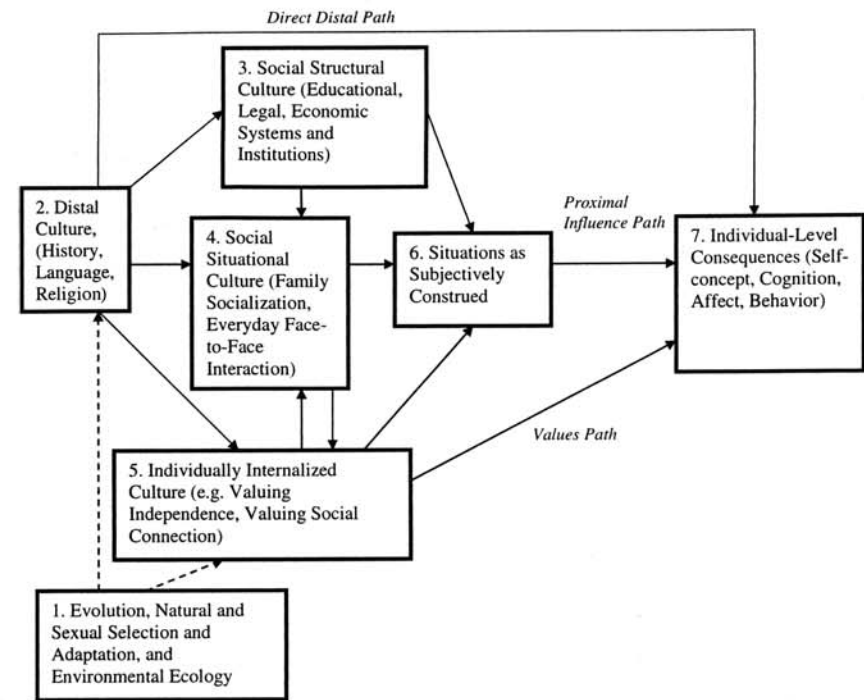 Direct Distal Path
3. Social Structural
Culture (Educational,
Legal, Economic
Systems and
Institutions)
2. Distal
Culture,
(History,
Language,
Religion)
4. Social
Situational
Culture (Family
Socialization,
Everyday Face-
to-Face
Interaction)
6. Situations as
Subjectively
Construed
Proximal
Influence Path
7. Individual-Level
Consequences (Self-
concept, Cognition,
Affect, Behavior)
Values Path
5. Individually Internalized
Culture (e.g. Valuing
Independence, Valuing Social
Connection)
1. Evolution, Natural and
Sexual Selection and
Adaptation, and
Environmental Ecology